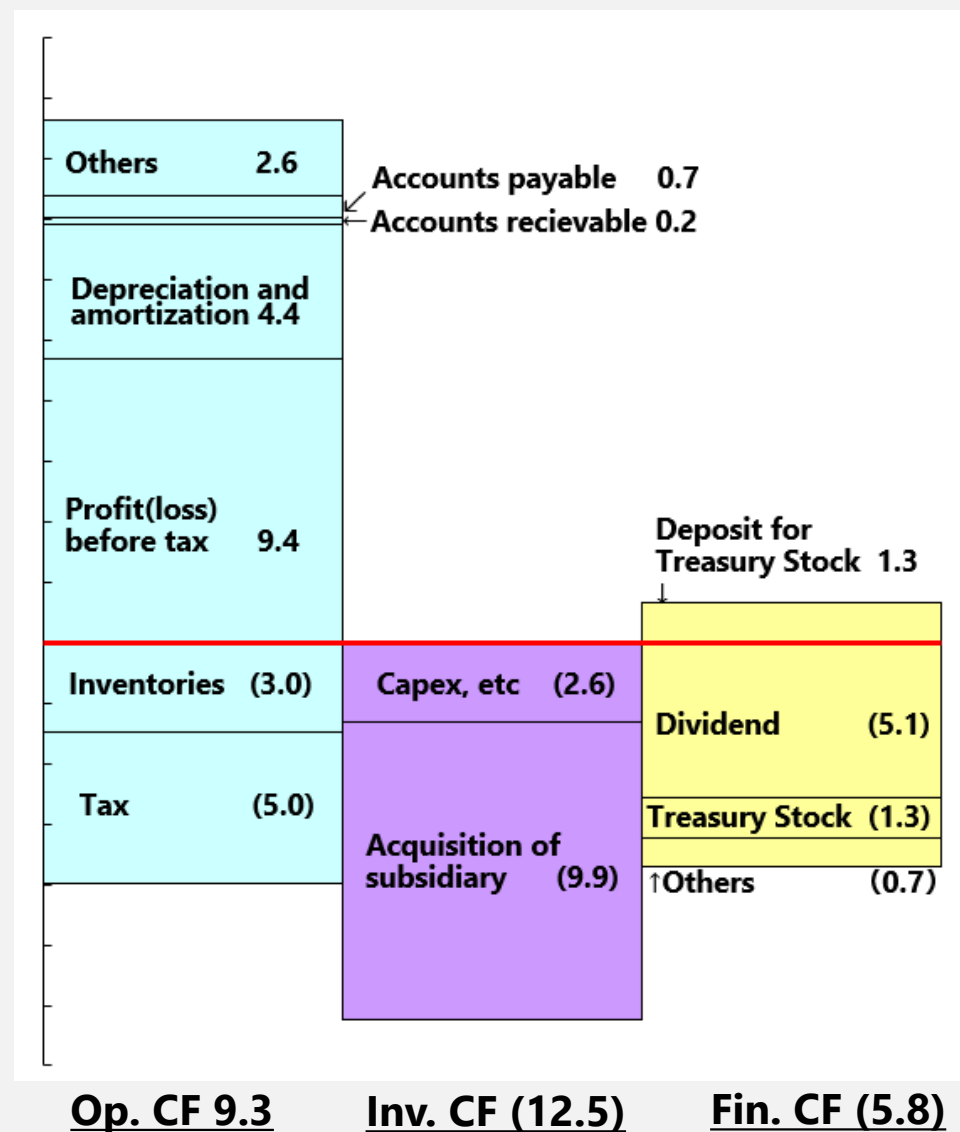 Others 2.6
Accounts payable 0.7
Accounts recievable 0.2
Depreciation and
amortization 4.4
Profit(loss)
before tax 9.4
Inventories (3.0)
Tax (5.0)
Capex, etc (2.6)
Acquisition of
subsidiary (9.9)
Deposit for
Treasury Stock 1.3
Dividend (5.1)
Treasury Stock (1.3)
↑Others (0.7)
Op. CF 9.3
Inv. CF (12.5)
Fin. CF (5.8)